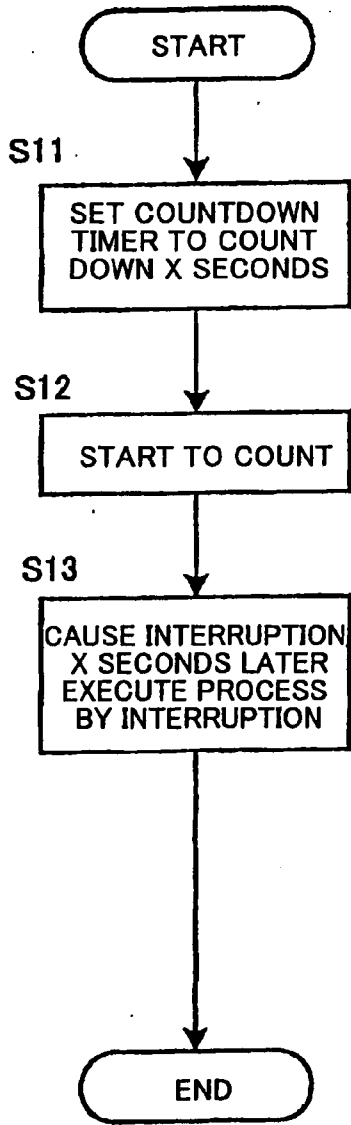 START
S11
SET COUNTDOWN
TIMER TO COUNT
DOWN X SECONDS
S12
START TO COUNT
S13
CAUSE INTERRUPTION
X SECONDS LATER
EXECUTE PROCESS
BY INTERRUPTION
END